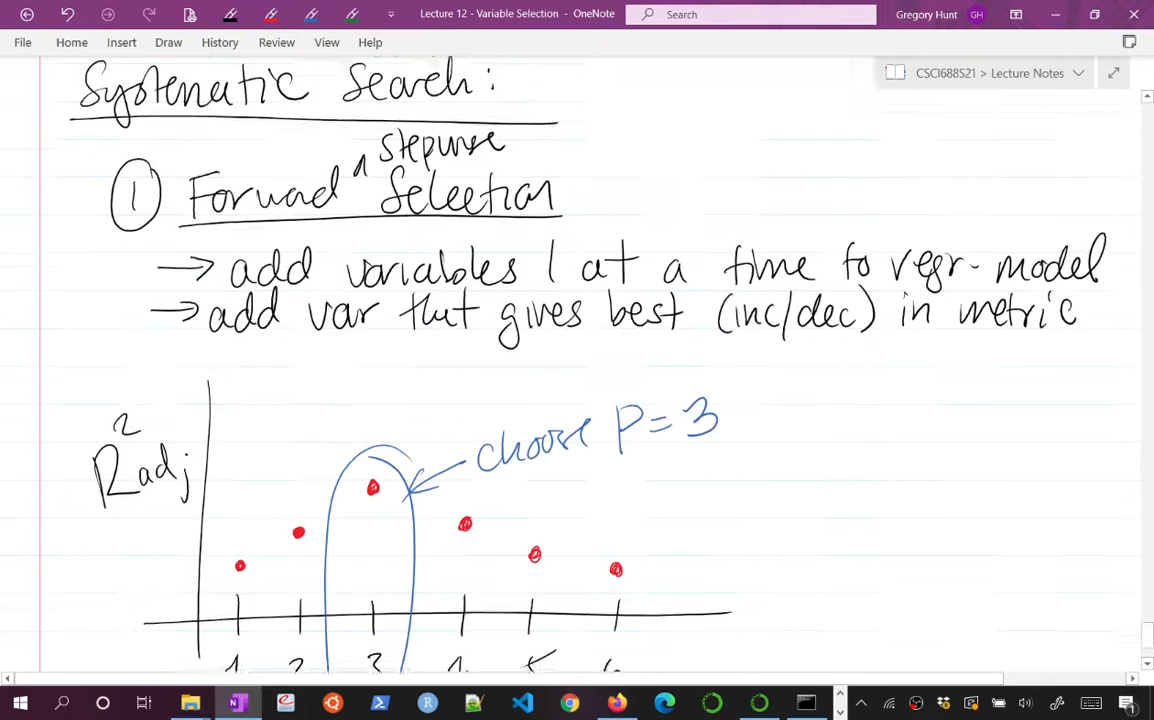 Lecture 12 - Variable Selection - OneNote
Search
Gregory Hunt GH
File Home Insert Draw History Review View Help
CSCI688S21 > Lecture Notes
Systematic Search:
stepwise
1 Forward ^ Selection
→ add variables 1 at a time to regr. model
→ add var that gives best (inc/dec) in metric
R²adj
choose P=3
1 2 3 4 5 6